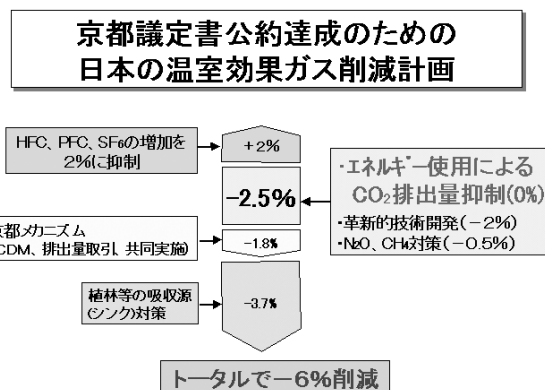 京都議定書公約達成のための
日本の温室効果ガス削減計画
HFC、PFC、SF6の増加を
2%に抑制
+2%
-2.5%
・エネルギー使用による
CO2排出量抑制(0%)
・革新的技術開発(-2%)
・N2O、CH4対策(-0.5%)
京都メカニズム
CDM、排出量取引、共同実施)
-1.8%
植林等の吸収源
(シンク)対策
-3.7%
トータルで-6%削減